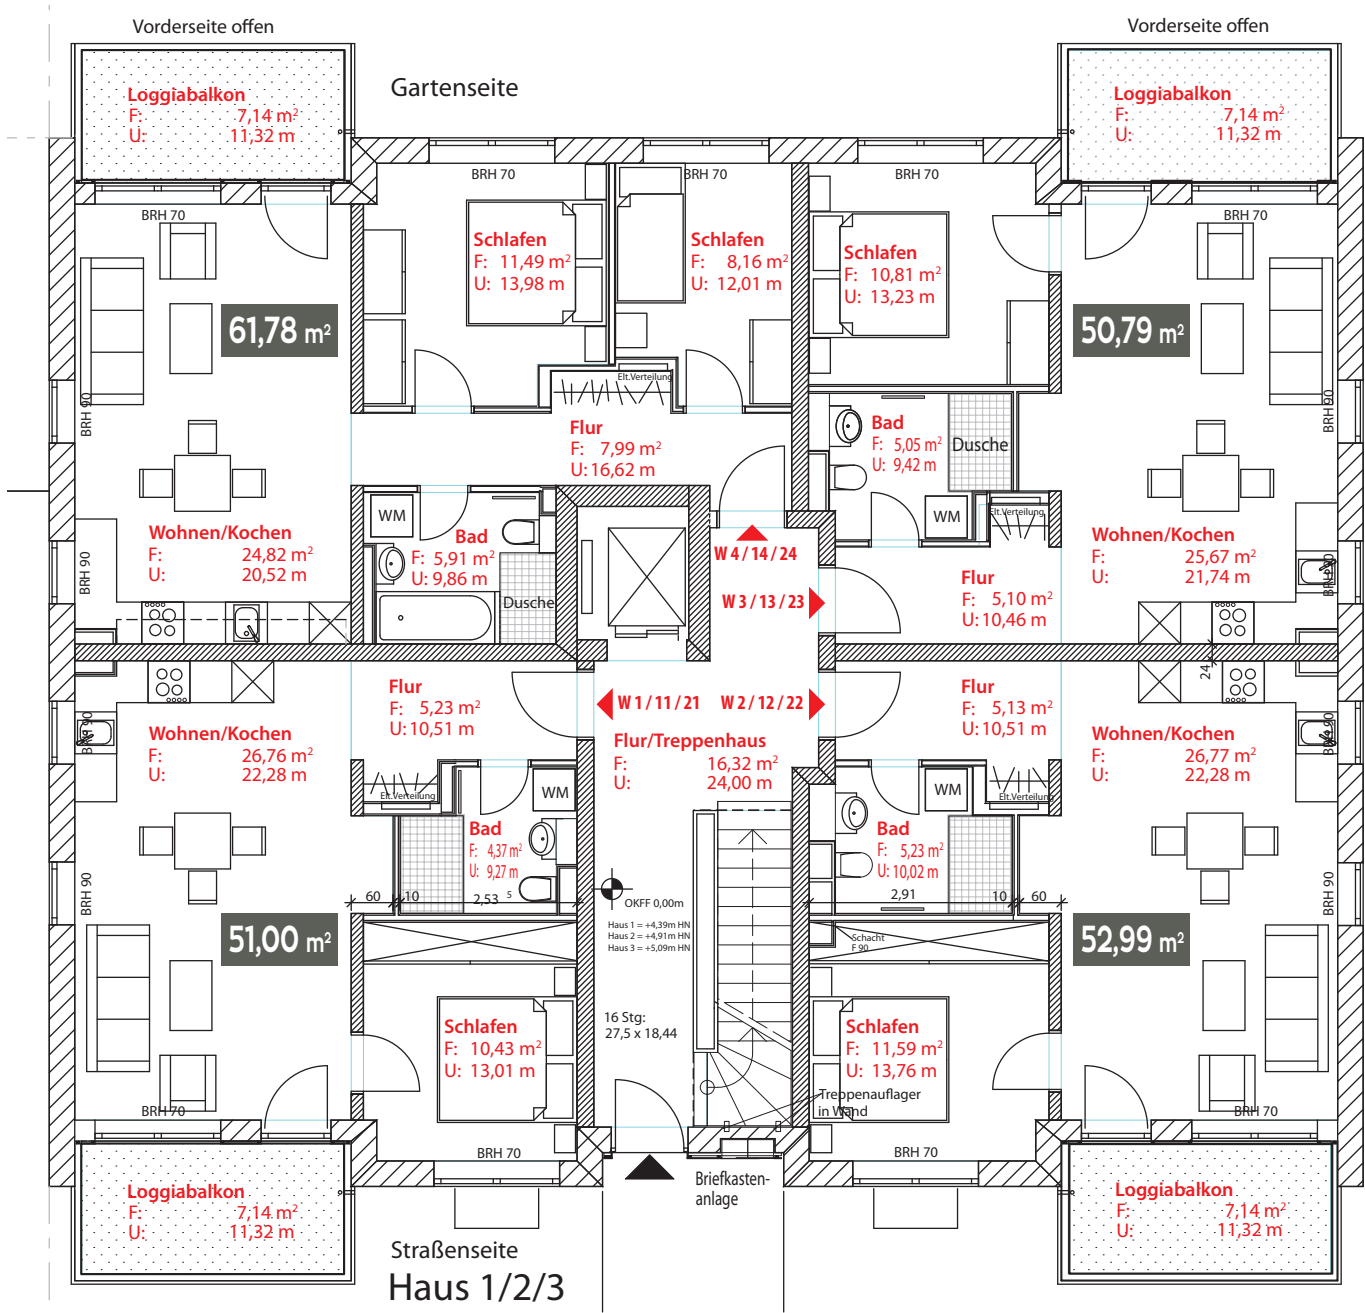 Vorderseite offen
Vorderseite offen
Gartenseite
Loggiabalkon
F: 7,14 m²
U: 11,32 m
Loggiabalkon
F: 7,14 m²
U: 11,32 m
BRH 70
BRH 70
BRH 70
BRH 70
BRH 70
Schlafen
F: 11,49 m²
U: 13,98 m
Schlafen
F: 8,16 m²
U: 12,01 m
Schlafen
F: 10,81 m²
U: 13,23 m
61,78 m²
50,79 m²
Elt.Verteilung
BRH 90
BRH 90
Flur
F: 7,99 m²
U: 16,62 m
Bad
F: 5,05 m²
U: 9,42 m
Dusche
WM
WM
Elt.Verteilung
Wohnen/Kochen
F: 24,82 m²
U: 20,52 m
Bad
F: 5,91 m²
U: 9,86 m
Dusche
W 4 / 14 / 24
W 3 / 13 / 23
Wohnen/Kochen
F: 25,67 m²
U: 21,74 m
BRH 90
BRH 90
Flur
F: 5,10 m²
U: 10,46 m
24
Flur
F: 5,23 m²
U: 10,51 m
W 1 / 11 / 21
W 2 / 12 / 22
Flur
F: 5,13 m²
U: 10,51 m
BRH 90
BRH 90
Wohnen/Kochen
F: 26,76 m²
U: 22,28 m
Flur/Treppenhaus
F: 16,32 m²
U: 24,00 m
Wohnen/Kochen
F: 26,77 m²
U: 22,28 m
Elt.Verteilung
WM
WM
Elt.Verteilung
Bad
F: 4,37 m²
U: 9,27 m
Bad
F: 5,23 m²
U: 10,02 m
BRH 90
BRH 90
60
10
2,53 5
2,91
10
60
OKFF 0,00m
Haus 1 = +4,39m HN
Haus 2 = +4,91m HN
Haus 3 = +5,09m HN
51,00 m²
52,99 m²
Schacht
F 90
16 Stg:
27,5 x 18,44
Schlafen
F: 10,43 m²
U: 13,01 m
Schlafen
F: 11,59 m²
U: 13,76 m
Treppenauflager
in Wand
BRH 70
BRH 70
BRH 70
BRH 70
Briefkasten-
anlage
Loggiabalkon
F: 7,14 m²
U: 11,32 m
Loggiabalkon
F: 7,14 m²
U: 11,32 m
Straßenseite
Haus 1/2/3